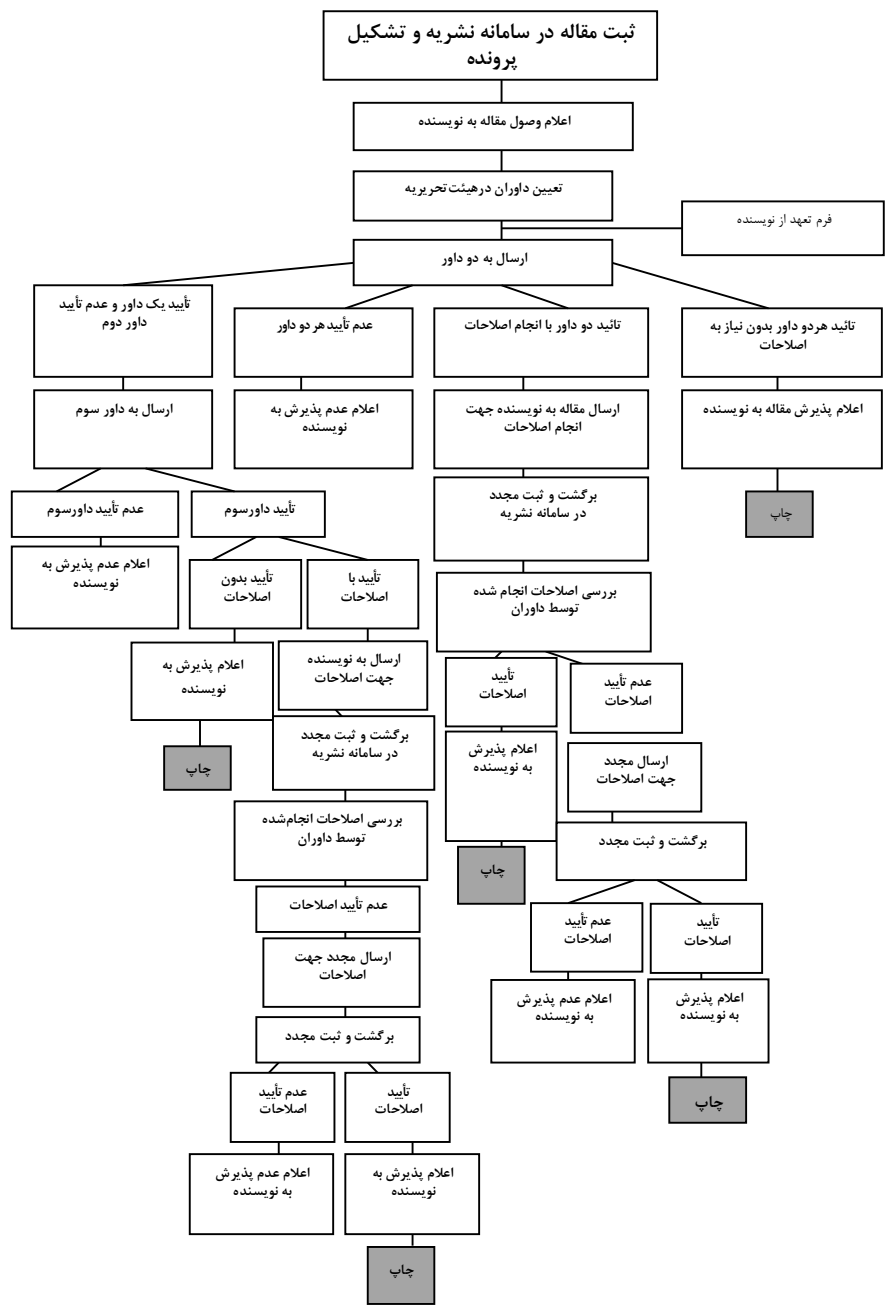 ثبت مقاله در سامانه نشریه و تشکیل
پرونده
اعلام وصول مقاله به نویسنده
تعیین داوران درهیئت‌تحریریه
فرم تعهد از نویسنده
ارسال به دو داور
تائید هردو داور بدون نیاز به
اصلاحات
تائید دو داور با انجام اصلاحات
عدم تأیید هر دو داور
تأیید یک داور و عدم تأیید
داور دوم
اعلام پذیرش مقاله به نویسنده
ارسال مقاله به نویسنده جهت
انجام اصلاحات
اعلام عدم پذیرش به
نویسنده
ارسال به داور سوم
چاپ
برگشت و ثبت مجدد
در سامانه نشریه
تأیید داورسوم
عدم تأیید داورسوم
بررسی اصلاحات انجام شده
توسط داوران
تأیید با
اصلاحات
تأیید بدون
اصلاحات
اعلام عدم پذیرش به
نویسنده
عدم تأیید
اصلاحات
تأیید
اصلاحات
ارسال به نویسنده
جهت اصلاحات
اعلام پذیرش به
نویسنده
ارسال مجدد
جهت اصلاحات
اعلام پذیرش
به نویسنده
برگشت و ثبت مجدد
در سامانه نشریه
چاپ
برگشت و ثبت مجدد
چاپ
بررسی اصلاحات انجام‌شده
توسط داوران
تأیید
اصلاحات
عدم تأیید
اصلاحات
عدم تأیید اصلاحات
اعلام پذیرش
به نویسنده
اعلام عدم پذیرش
به نویسنده
ارسال مجدد جهت
اصلاحات
چاپ
برگشت و ثبت مجدد
تأیید
اصلاحات
عدم تأیید
اصلاحات
اعلام پذیرش به
نویسنده
اعلام عدم پذیرش
به نویسنده
چاپ